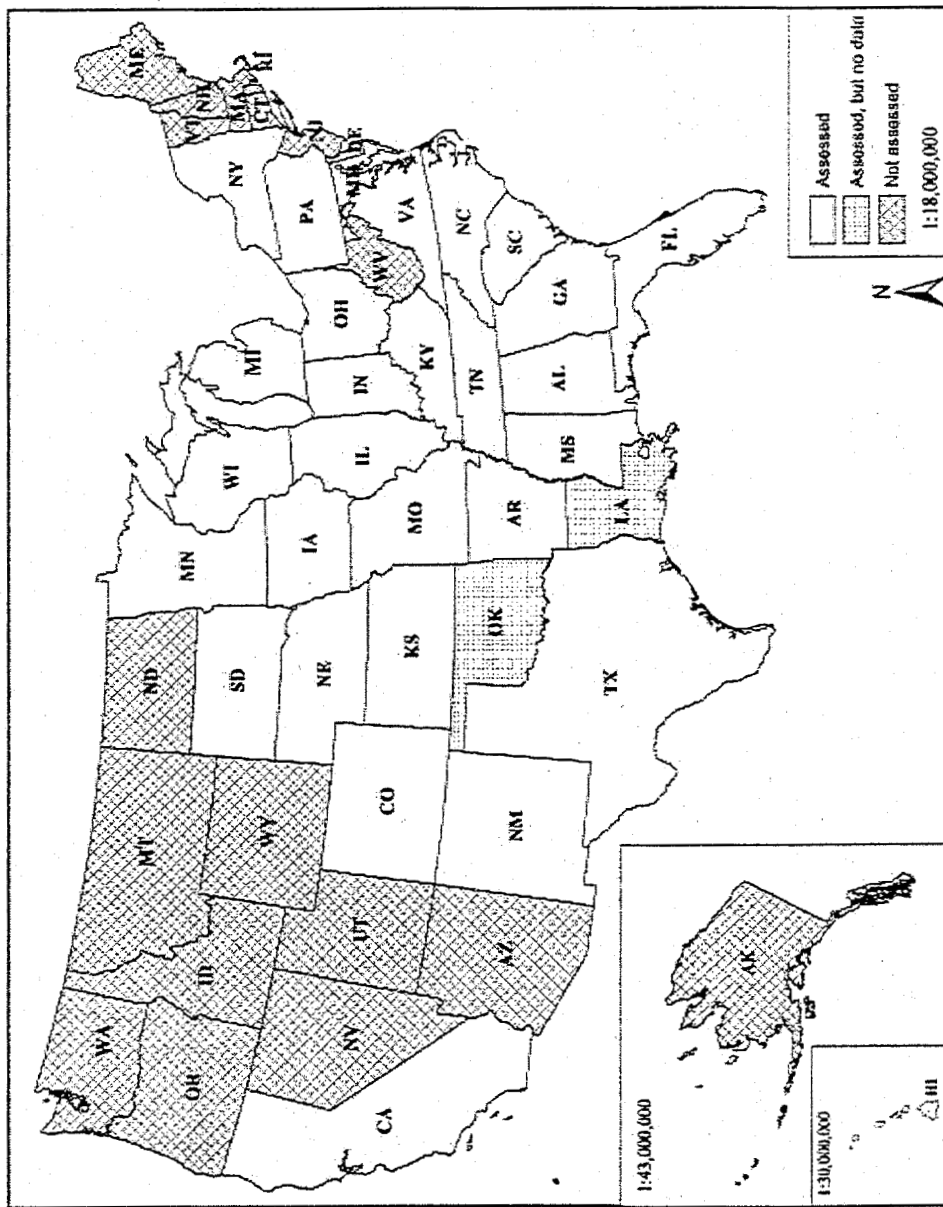 WA
OR
CA
NV
ID
MT
WY
UT
AZ
CO
NM
ND
SD
NE
KS
OK
TX
MN
IA
MO
AR
LA
WI
IL
MS
MI
IN
OH
KY
TN
AL
GA
FL
SC
NC
VA
WV
PA
NY
VT
NH
ME
MA
CT
RI
NJ
DE
MD
1:43,000,000
AK
1:30,000,000
HI
N
Assessed
Assessed, but no data
Not assessed
1:18,000,000